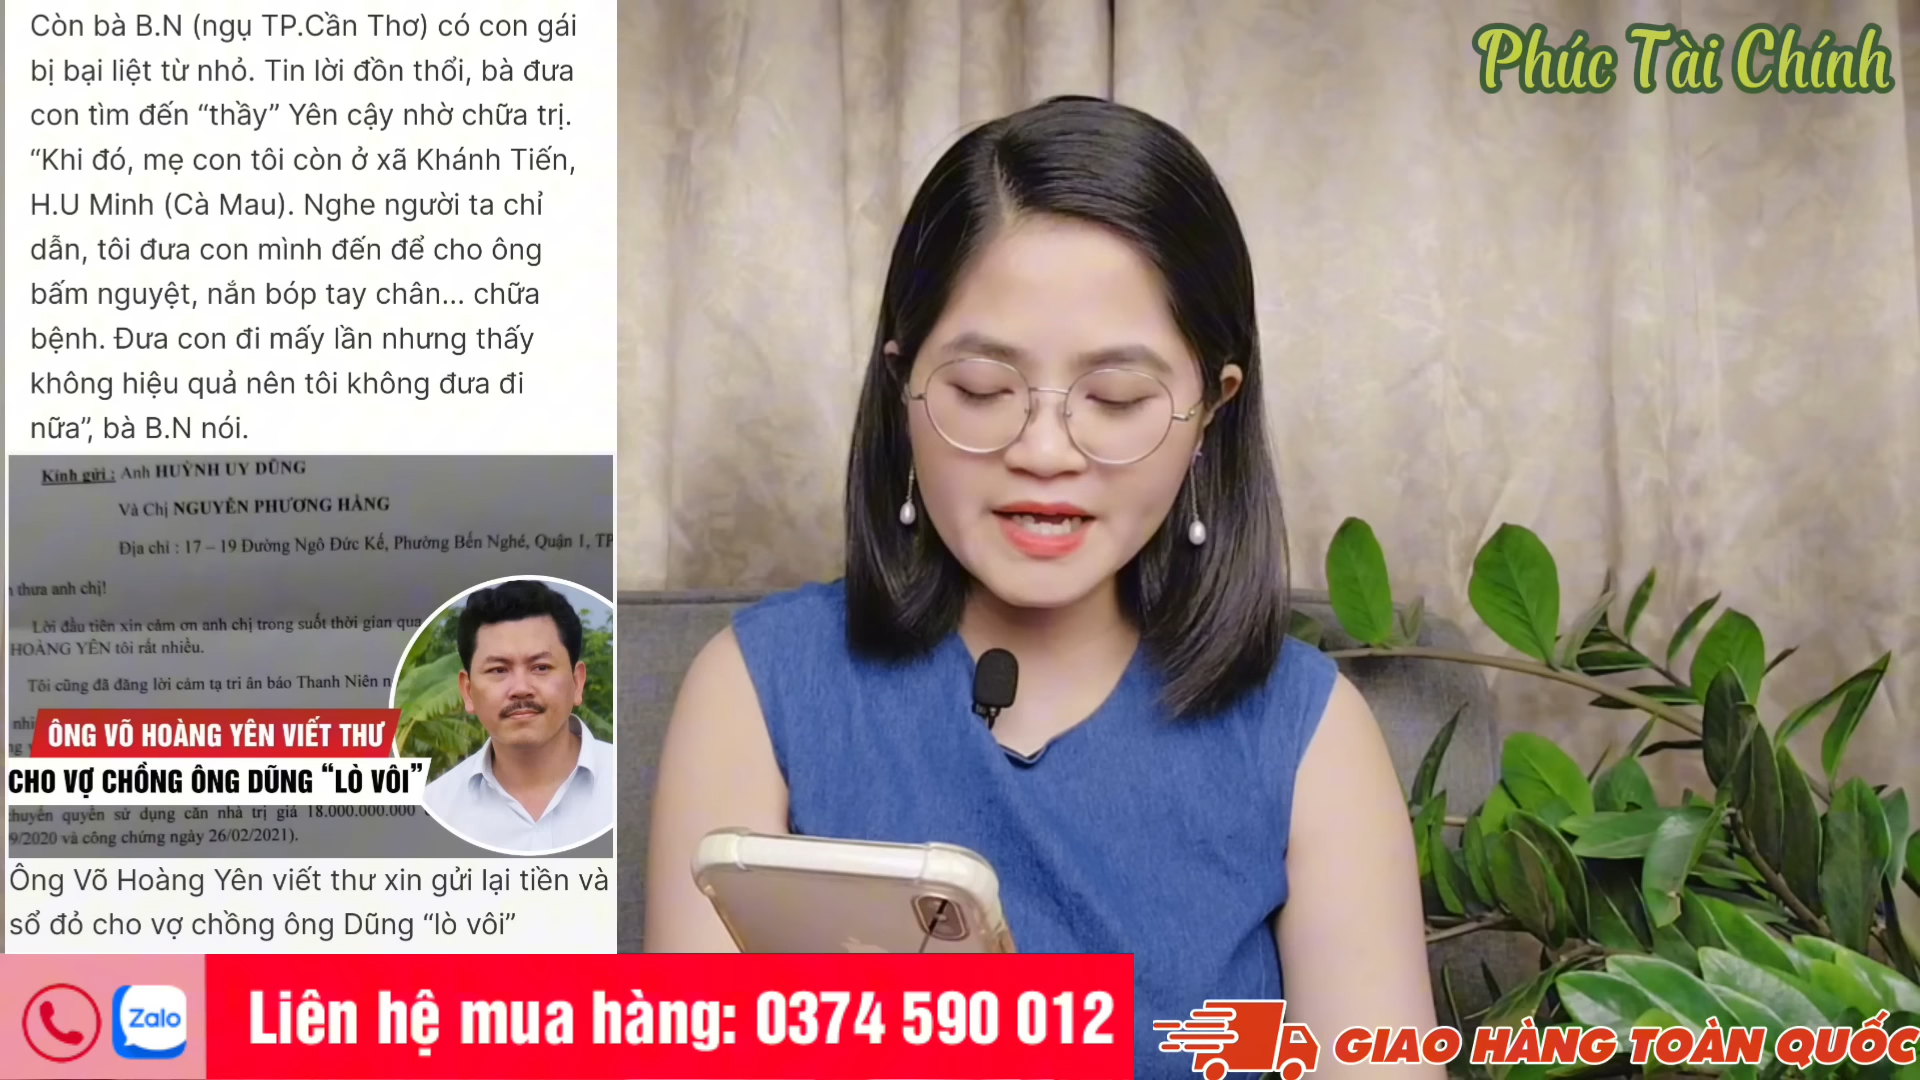 Còn bà B.N (ngụ TP.Cần Thơ) có con gái
bị bại liệt từ nhỏ. Tin lời đồn thổi, bà đưa
con tìm đến “thầy” Yên cậy nhờ chữa trị.
“Khi đó, mẹ con tôi còn ở xã Khánh Tiến,
H.U Minh (Cà Mau). Nghe người ta chỉ
dẫn, tôi đưa con mình đến để cho ông
bấm nguyệt, nắn bóp tay chân... chữa
bệnh. Đưa con đi mấy lần nhưng thấy
không hiệu quả nên tôi không đưa đi
nữa”, bà B.N nói.
Kính gửi : Anh HUỲNH UY DŨNG
Và Chị NGUYỄN PHƯƠNG HẰNG
Địa chỉ : 17 – 19 Đường Ngô Đức Kế, Phường Bến Nghé, Quận 1, TP
thưa anh chị!
Lời đầu tiên xin cảm ơn anh chị trong suốt thời gian qua
HOÀNG YÊN tôi rất nhiều.
Tôi cũng đã đăng lời cảm tạ tri ân báo Thanh Niên n
ÔNG VÕ HOÀNG YÊN VIẾT THƯ
CHO VỢ CHỒNG ÔNG DŨNG “LÒ VÔI”
chuyển quyền sử dụng căn nhà trị giá 18.000.000.000
9/2020 và công chứng ngày 26/02/2021).
Ông Võ Hoàng Yên viết thư xin gửi lại tiền và
sổ đỏ cho vợ chồng ông Dũng “lò vôi”
Phúc Tài Chính
Zalo
Liên hệ mua hàng: 0374 590 012
GIAO HÀNG TOÀN QUỐC